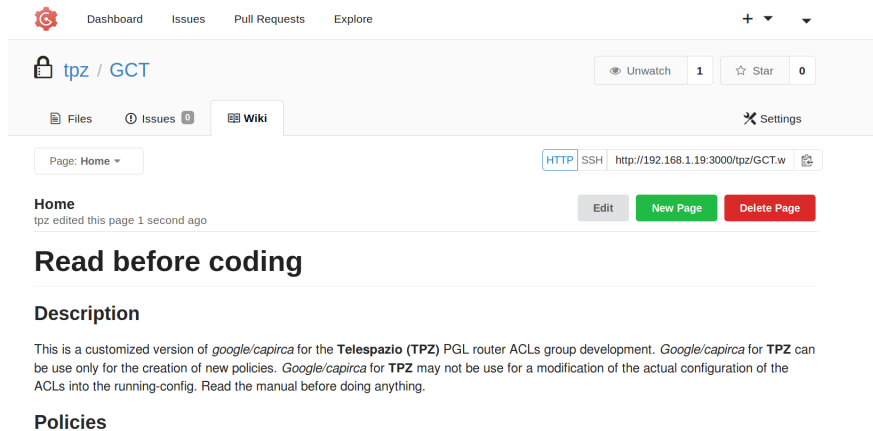 Dashboard Issues Pull Requests Explore
tpz / GCT
Unwatch 1 Star 0
Files Issues 0 Wiki Settings
Page: Home HTTP SSH http://192.168.1.19:3000/tpz/GCT.w
Home
tpz edited this page 1 second ago
Edit New Page Delete Page
Read before coding
Description
This is a customized version of google/capirca for the Telespazio (TPZ) PGL router ACLs group development. Google/capirca for TPZ can
be use only for the creation of new policies. Google/capirca for TPZ may not be use for a modification of the actual configuration of the
ACLs into the running-config. Read the manual before doing anything.
Policies